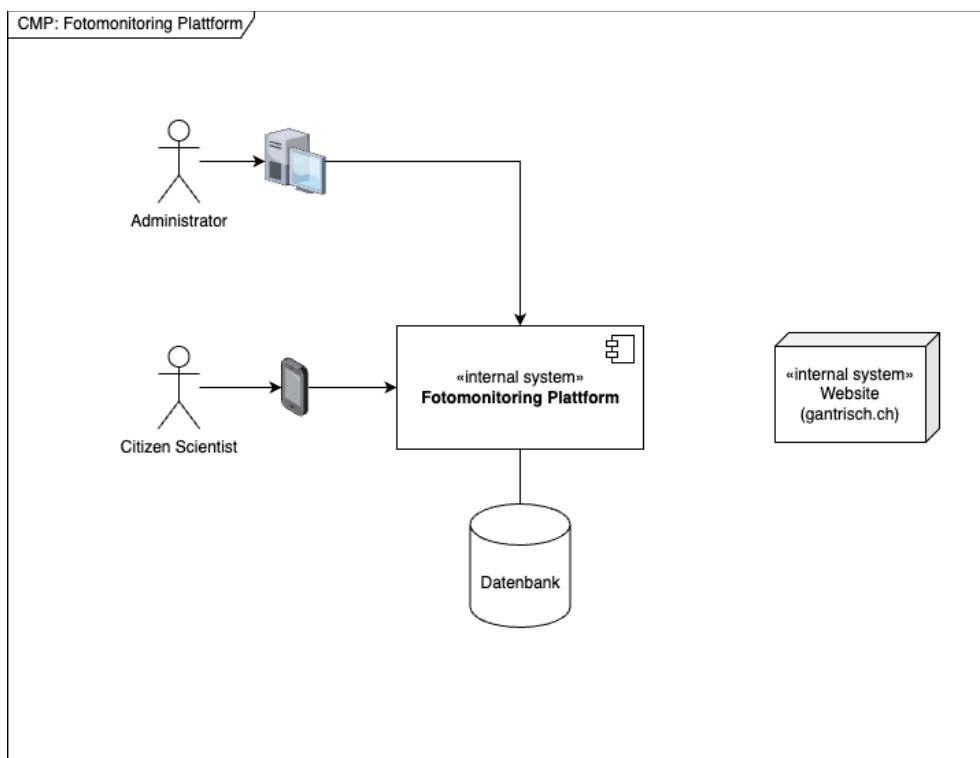 CMP: Fotomonitoring Plattform
Administrator
Citizen Scientist
«internal system»
Fotomonitoring Plattform
«internal system»
Website
(gantrisch.ch)
Datenbank